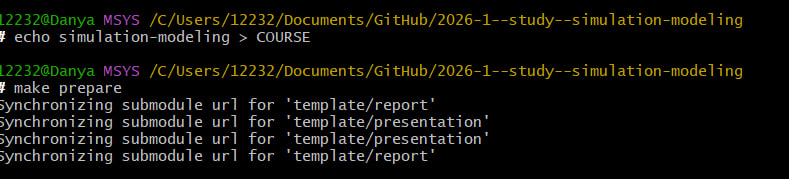 12232@Danya MSYS /C/Users/12232/Documents/GitHub/2026-1--study--simulation-modeling
# echo simulation-modeling > COURSE
12232@Danya MSYS /C/Users/12232/Documents/GitHub/2026-1--study--simulation-modeling
# make prepare
Synchronizing submodule url for 'template/report'
Synchronizing submodule url for 'template/presentation'
Synchronizing submodule url for 'template/presentation'
Synchronizing submodule url for 'template/report'